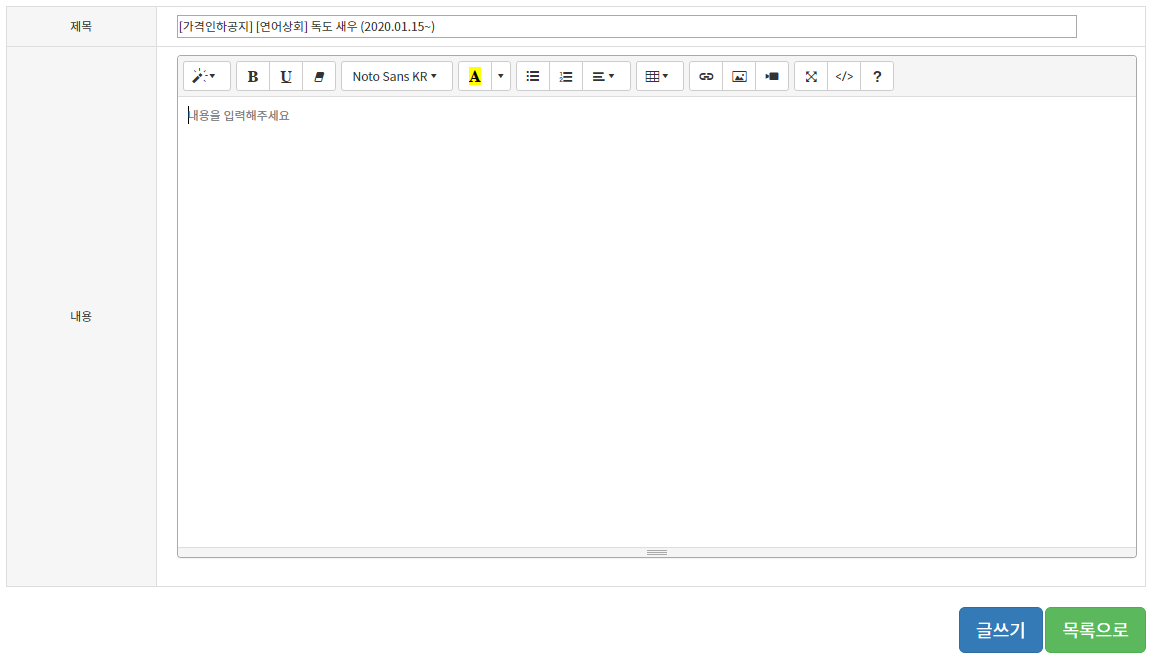 제목
[가격인하공지] [연어상회] 독도 새우 (2020.01.15~)
B U Noto Sans KR A </> ?
내용을 입력해주세요
내용
글쓰기 목록으로